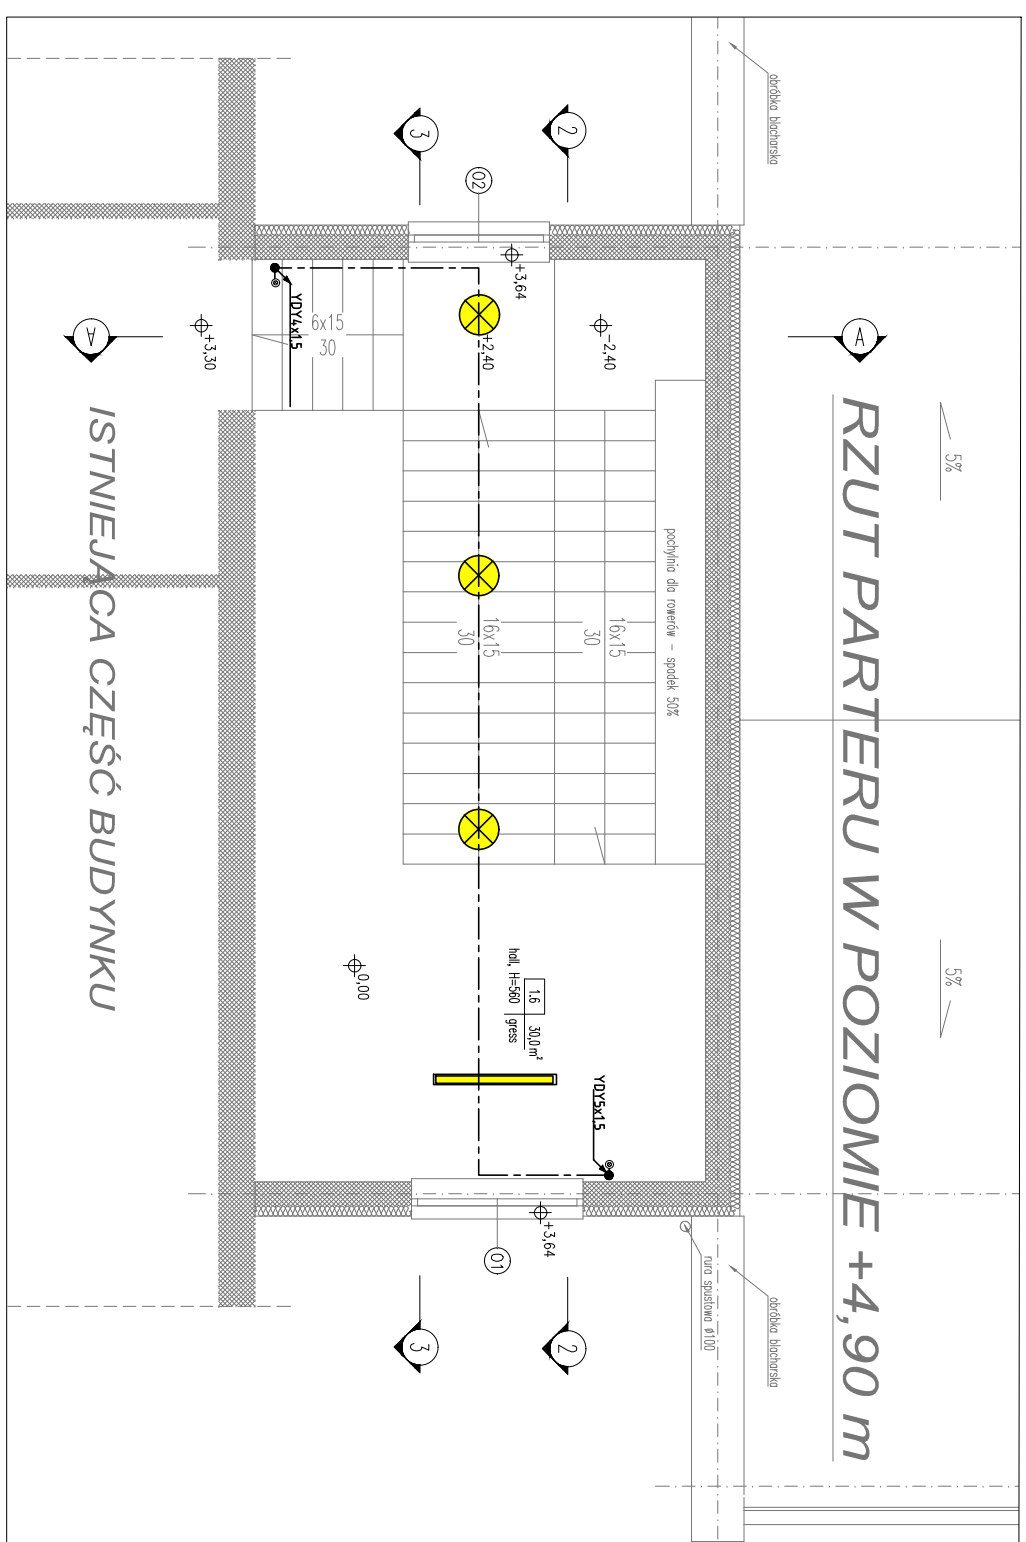 RZUT PARTERU W POZIOMIE +4,90 m
5%
5%
A
obróbka blacharska
obróbka blacharska
rura spustowa Ø100
2
2
3
3
02
01
+3,64
+3,64
-2,40
+2,40
pochylnia dla rowerów - spadek 50%
16x15
30
16x15
30
6x15
30
YDY4x1,5
YDY5x1,5
1.6
30,0m²
hall, H=560
gress
0,00
+3,30
A
ISTNIEJĄCA CZĘŚĆ BUDYNKU